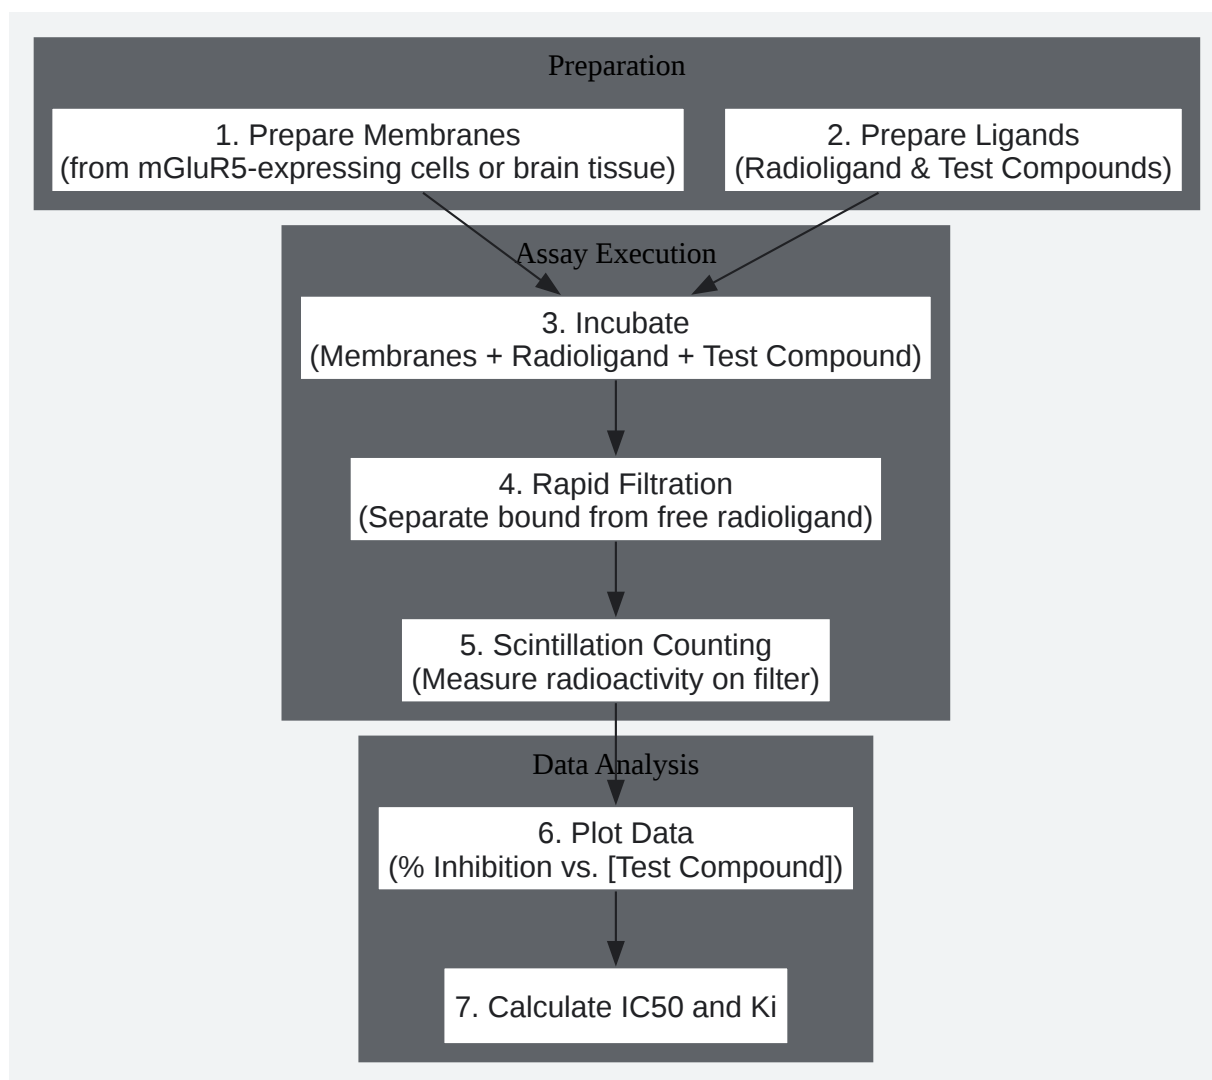 Preparation
1. Prepare Membranes
(from mGluR5-expressing cells or brain tissue)
2. Prepare Ligands
(Radioligand & Test Compounds)
Assay Execution
3. Incubate
(Membranes + Radioligand + Test Compound)
4. Rapid Filtration
(Separate bound from free radioligand)
5. Scintillation Counting
(Measure radioactivity on filter)
Data Analysis
6. Plot Data
(% Inhibition vs. [Test Compound])
7. Calculate IC50 and Ki